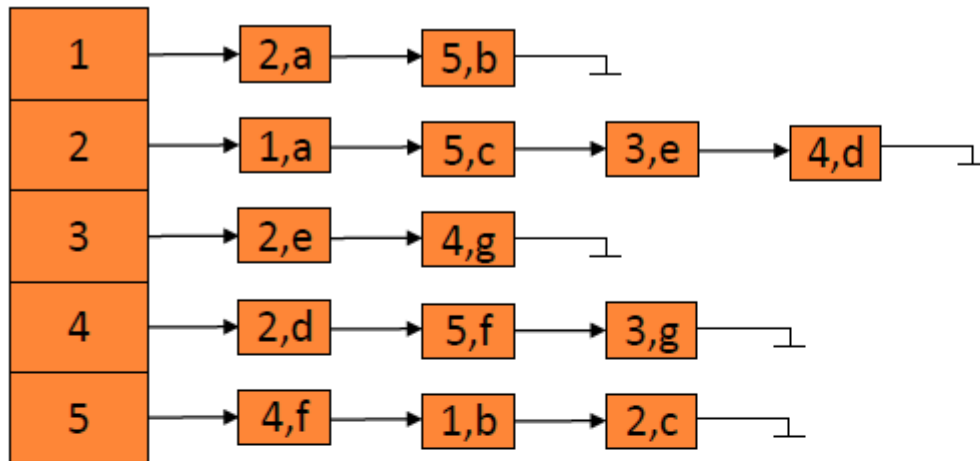 1 2,a 5,b
2 1,a 5,c 3,e 4,d
3 2,e 4,g
4 2,d 5,f 3,g
5 4,f 1,b 2,c